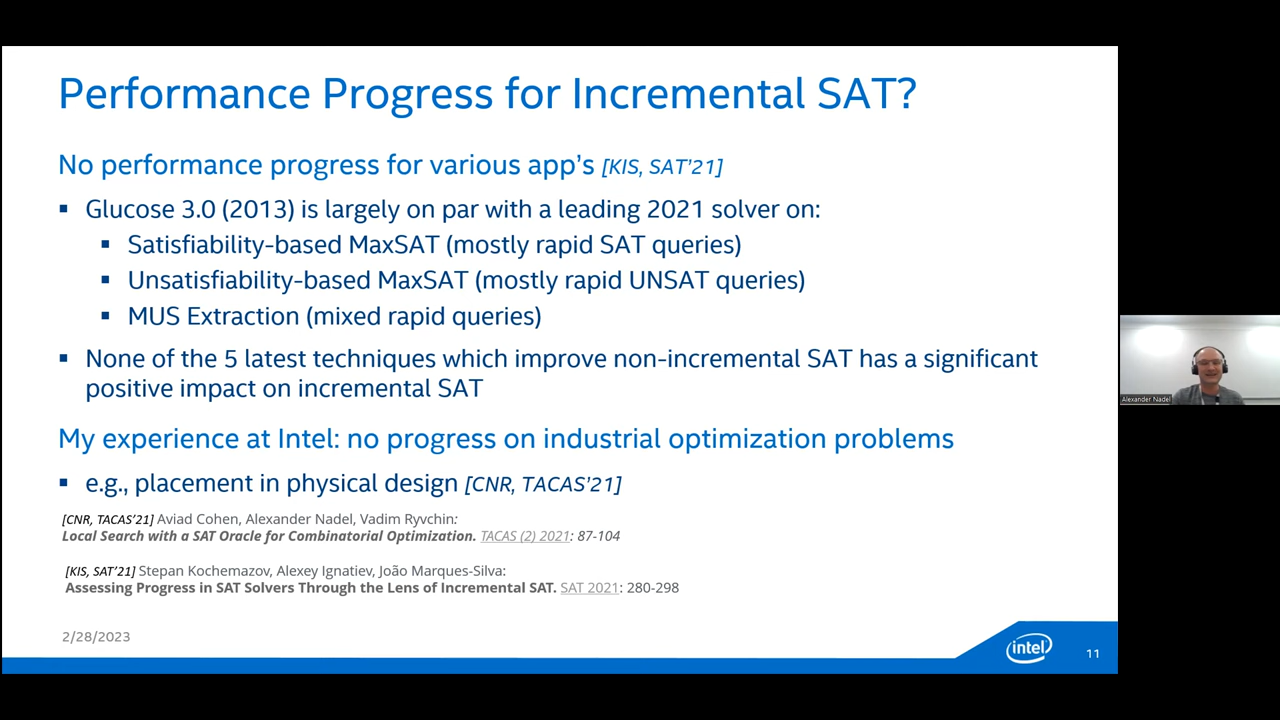 Performance Progress for Incremental SAT?
No performance progress for various app’s [KIS, SAT’21]
▪ Glucose 3.0 (2013) is largely on par with a leading 2021 solver on:
▪ Satisfiability-based MaxSAT (mostly rapid SAT queries)
▪ Unsatisfiability-based MaxSAT (mostly rapid UNSAT queries)
▪ MUS Extraction (mixed rapid queries)
▪ None of the 5 latest techniques which improve non-incremental SAT has a significant
positive impact on incremental SAT
My experience at Intel: no progress on industrial optimization problems
▪ e.g., placement in physical design [CNR, TACAS’21]
[CNR, TACAS’21] Aviad Cohen, Alexander Nadel, Vadim Ryvchin:
Local Search with a SAT Oracle for Combinatorial Optimization. TACAS (2) 2021: 87-104
[KIS, SAT’21] Stepan Kochemazov, Alexey Ignatiev, João Marques-Silva:
Assessing Progress in SAT Solvers Through the Lens of Incremental SAT. SAT 2021: 280-298
2/28/2023
intel
11
Alexander Nadel